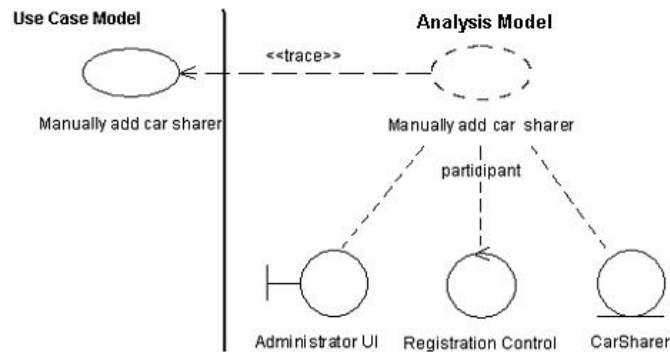 Use Case Model
Analysis Model
<<trace>>
Manually add car sharer
Manually add car sharer
participant
Administrator UI
Registration Control
CarSharer